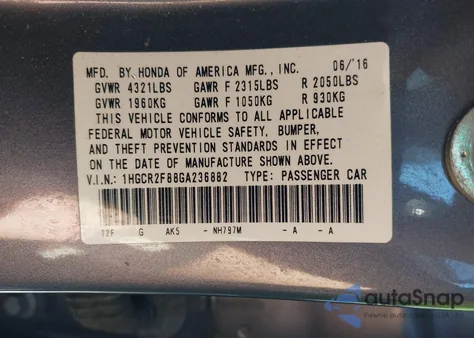 MFD. BY HONDA OF AMERICA MFG., INC. 06/'16
GVWR 4321LBS GAWR F 2315LBS R 2050LBS
GVWR 1960KG GAWR F 1050KG R 930KG
THIS VEHICLE CONFORMS TO ALL APPLICABLE
FEDERAL MOTOR VEHICLE SAFETY, BUMPER,
AND THEFT PREVENTION STANDARDS IN EFFECT
ON THE DATE OF MANUFACTURE SHOWN ABOVE.
V.I.N.: 1HGCR2F88GA236882 TYPE: PASSENGER CAR
T2F G AK5 - NH797M - A - A
autoSnap